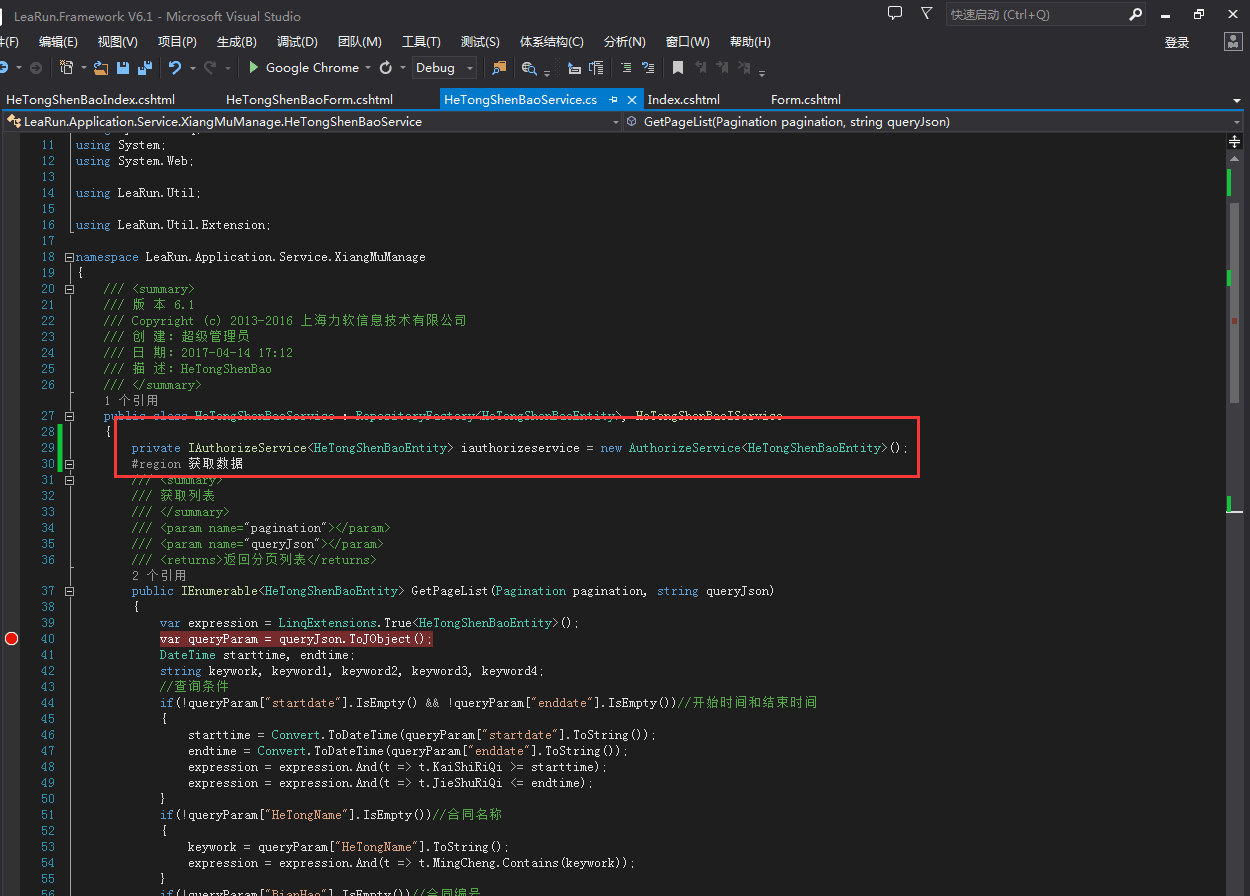 LeaRun.Framework V6.1 - Microsoft Visual Studio
快速启动 (Ctrl+Q)
件(F) 编辑(E) 视图(V) 项目(P) 生成(B) 调试(D) 团队(M) 工具(T) 测试(S) 体系结构(C) 分析(N) 窗口(W) 帮助(H) 登录
Google Chrome Debug
HeTongShenBaoIndex.cshtml HeTongShenBaoForm.cshtml HeTongShenBaoService.cs Index.cshtml Form.cshtml
LeaRun.Application.Service.XiangMuManage.HeTongShenBaoService GetPageList(Pagination pagination, string queryJson)
11 using System;
12 using System.Web;
13
14 using LeaRun.Util;
15
16 using LeaRun.Util.Extension;
17
18 namespace LeaRun.Application.Service.XiangMuManage
19 {
20 /// <summary>
21 /// 版 本 6.1
22 /// Copyright (c) 2013-2016 上海力软信息技术有限公司
23 /// 创 建: 超级管理员
24 /// 日 期: 2017-04-14 17:12
25 /// 描 述: HeTongShenBao
26 /// </summary>
1 个引用
27 public class HeTongShenBaoService : RepositoryFactory<HeTongShenBaoEntity>, HeTongShenBaoIService
28 {
29 private IAuthorizeService<HeTongShenBaoEntity> iauthorizeservice = new AuthorizeService<HeTongShenBaoEntity>();
30 #region 获取数据
31 /// <summary>
32 /// 获取列表
33 /// </summary>
34 /// <param name="pagination"></param>
35 /// <param name="queryJson"></param>
36 /// <returns>返回分页列表</returns>
2 个引用
37 public IEnumerable<HeTongShenBaoEntity> GetPageList(Pagination pagination, string queryJson)
38 {
39 var expression = LinqExtensions.True<HeTongShenBaoEntity>();
40 var queryParam = queryJson.ToJObject();
41 DateTime starttime, endtime;
42 string keywork, keyword1, keyword2, keyword3, keyword4;
43 //查询条件
44 if(!queryParam["startdate"].IsEmpty() && !queryParam["enddate"].IsEmpty())//开始时间和结束时间
45 {
46 starttime = Convert.ToDateTime(queryParam["startdate"].ToString());
47 endtime = Convert.ToDateTime(queryParam["enddate"].ToString());
48 expression = expression.And(t => t.KaiShiRiQi >= starttime);
49 expression = expression.And(t => t.JieShuRiQi <= endtime);
50 }
51 if(!queryParam["HeTongName"].IsEmpty())//合同名称
52 {
53 keywork = queryParam["HeTongName"].ToString();
54 expression = expression.And(t => t.MingCheng.Contains(keywork));
55 }
56 if(!queryParam["BianHao"].IsEmpty())//合同编号